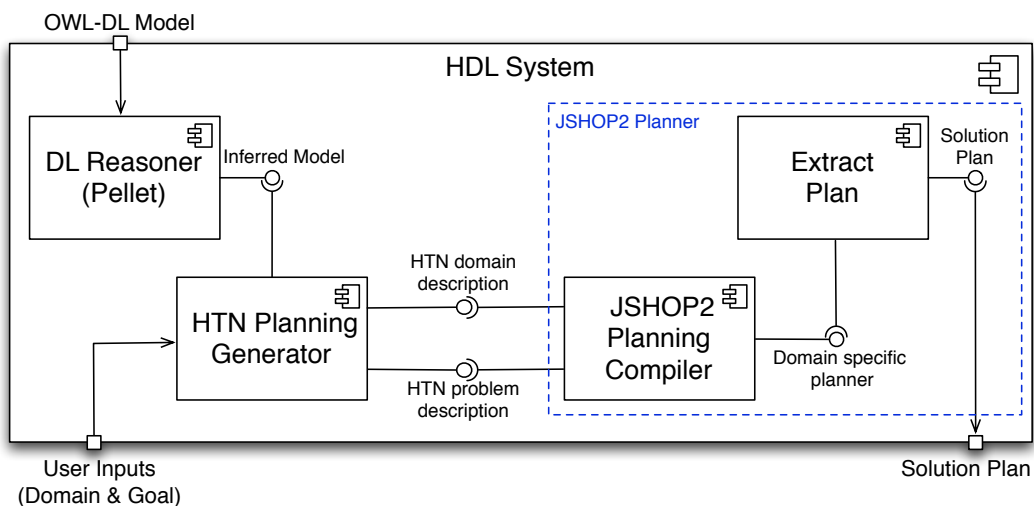 OWL-DL Model
HDL System
JSHOP2 Planner
DL Reasoner
(Pellet)
Inferred Model
Extract
Plan
Solution
Plan
HTN domain
description
HTN Planning
Generator
JSHOP2
Planning
Compiler
Domain specific
planner
HTN problem
description
User Inputs
(Domain & Goal)
Solution Plan